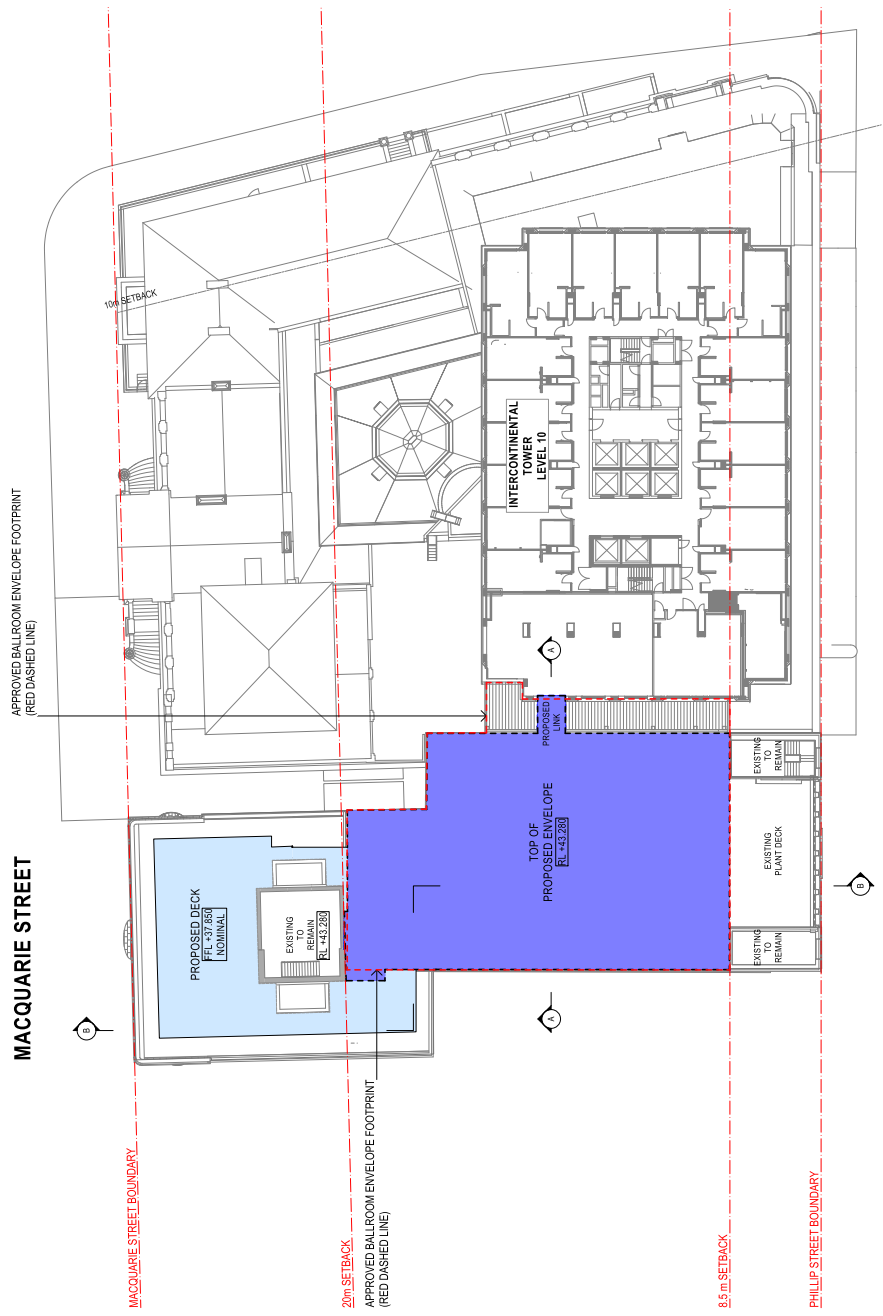 MACQUARIE STREET
APPROVED BALLROOM ENVELOPE FOOTPRINT
(RED DASHED LINE)
10m SETBACK
INTERCONTINENTAL
TOWER
LEVEL 10
A
PROPOSED
LINK
TOP OF
PROPOSED ENVELOPE
RL +43.280
PROPOSED DECK
FFL +37.850
NOMINAL
EXISTING
TO
REMAIN
RL +43.280
EXISTING
TO
REMAIN
EXISTING
PLANT DECK
EXISTING
TO
REMAIN
B
B
A
APPROVED BALLROOM ENVELOPE FOOTPRINT
(RED DASHED LINE)
MACQUARIE STREET BOUNDARY
20m SETBACK
8.5 m SETBACK
PHILLIP STREET BOUNDARY